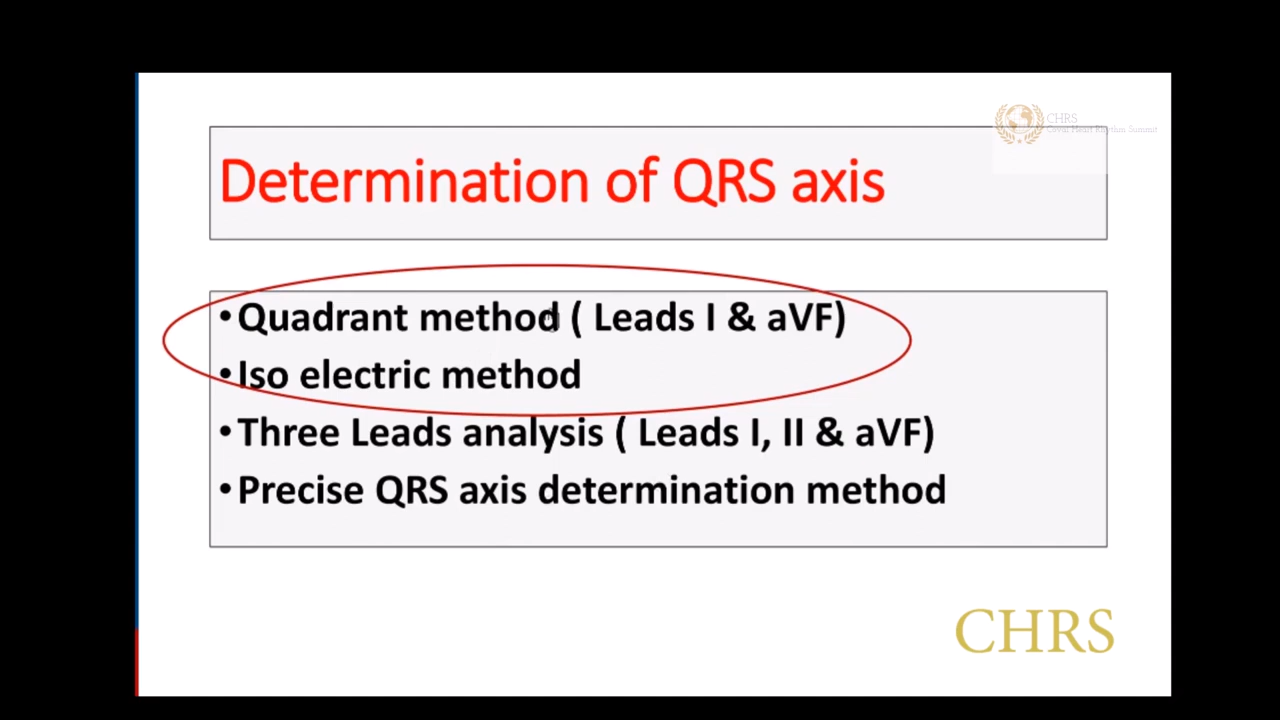 CHRS
Determination of QRS axis
•Quadrant method ( Leads I & aVF)
•Iso electric method
•Three Leads analysis ( Leads I, II & aVF)
•Precise QRS axis determination method
CHRS